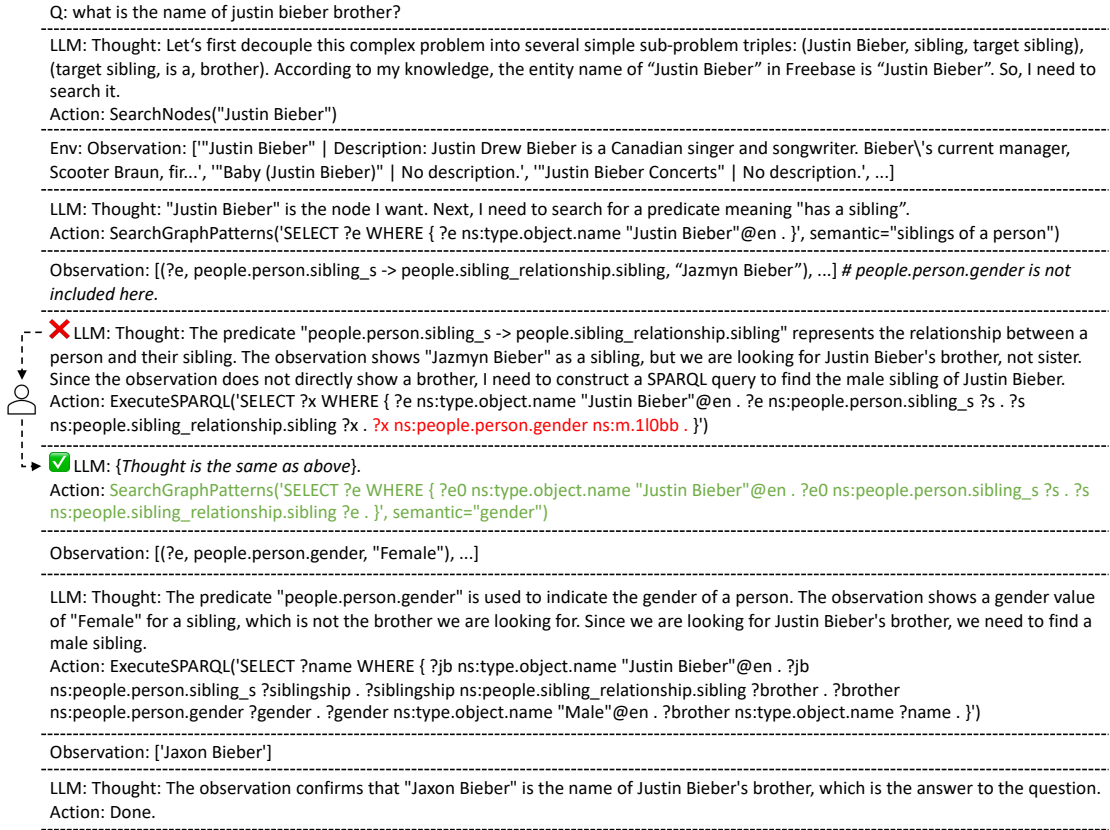 Q: what is the name of justin bieber brother?
LLM: Thought: Let‘s first decouple this complex problem into several simple sub-problem triples: (Justin Bieber, sibling, target sibling),
(target sibling, is a, brother). According to my knowledge, the entity name of “Justin Bieber” in Freebase is “Justin Bieber”. So, I need to
search it.
Action: SearchNodes("Justin Bieber")
Env: Observation: ['"Justin Bieber" | Description: Justin Drew Bieber is a Canadian singer and songwriter. Bieber\'s current manager,
Scooter Braun, fir...', '"Baby (Justin Bieber)" | No description.', '"Justin Bieber Concerts" | No description.', ...]
LLM: Thought: "Justin Bieber" is the node I want. Next, I need to search for a predicate meaning "has a sibling”.
Action: SearchGraphPatterns('SELECT ?e WHERE { ?e ns:type.object.name "Justin Bieber"@en . }', semantic="siblings of a person")
Observation: [(?e, people.person.sibling_s -> people.sibling_relationship.sibling, “Jazmyn Bieber”), ...] # people.person.gender is not
included here.
LLM: Thought: The predicate "people.person.sibling_s -> people.sibling_relationship.sibling" represents the relationship between a
person and their sibling. The observation shows "Jazmyn Bieber" as a sibling, but we are looking for Justin Bieber's brother, not sister.
Since the observation does not directly show a brother, I need to construct a SPARQL query to find the male sibling of Justin Bieber.
Action: ExecuteSPARQL('SELECT ?x WHERE { ?e ns:type.object.name "Justin Bieber"@en . ?e ns:people.person.sibling_s ?s . ?s
ns:people.sibling_relationship.sibling ?x . ?x ns:people.person.gender ns:m.1l0bb . }')
LLM: {Thought is the same as above}.
Action: SearchGraphPatterns('SELECT ?e WHERE { ?e0 ns:type.object.name "Justin Bieber"@en . ?e0 ns:people.person.sibling_s ?s . ?s
ns:people.sibling_relationship.sibling ?e . }', semantic="gender")
Observation: [(?e, people.person.gender, "Female"), ...]
LLM: Thought: The predicate "people.person.gender" is used to indicate the gender of a person. The observation shows a gender value
of "Female" for a sibling, which is not the brother we are looking for. Since we are looking for Justin Bieber's brother, we need to find a
male sibling.
Action: ExecuteSPARQL('SELECT ?name WHERE { ?jb ns:type.object.name "Justin Bieber"@en . ?jb
ns:people.person.sibling_s ?siblingship . ?siblingship ns:people.sibling_relationship.sibling ?brother . ?brother
ns:people.person.gender ?gender . ?gender ns:type.object.name "Male"@en . ?brother ns:type.object.name ?name . }')
Observation: ['Jaxon Bieber']
LLM: Thought: The observation confirms that "Jaxon Bieber" is the name of Justin Bieber's brother, which is the answer to the question.
Action: Done.